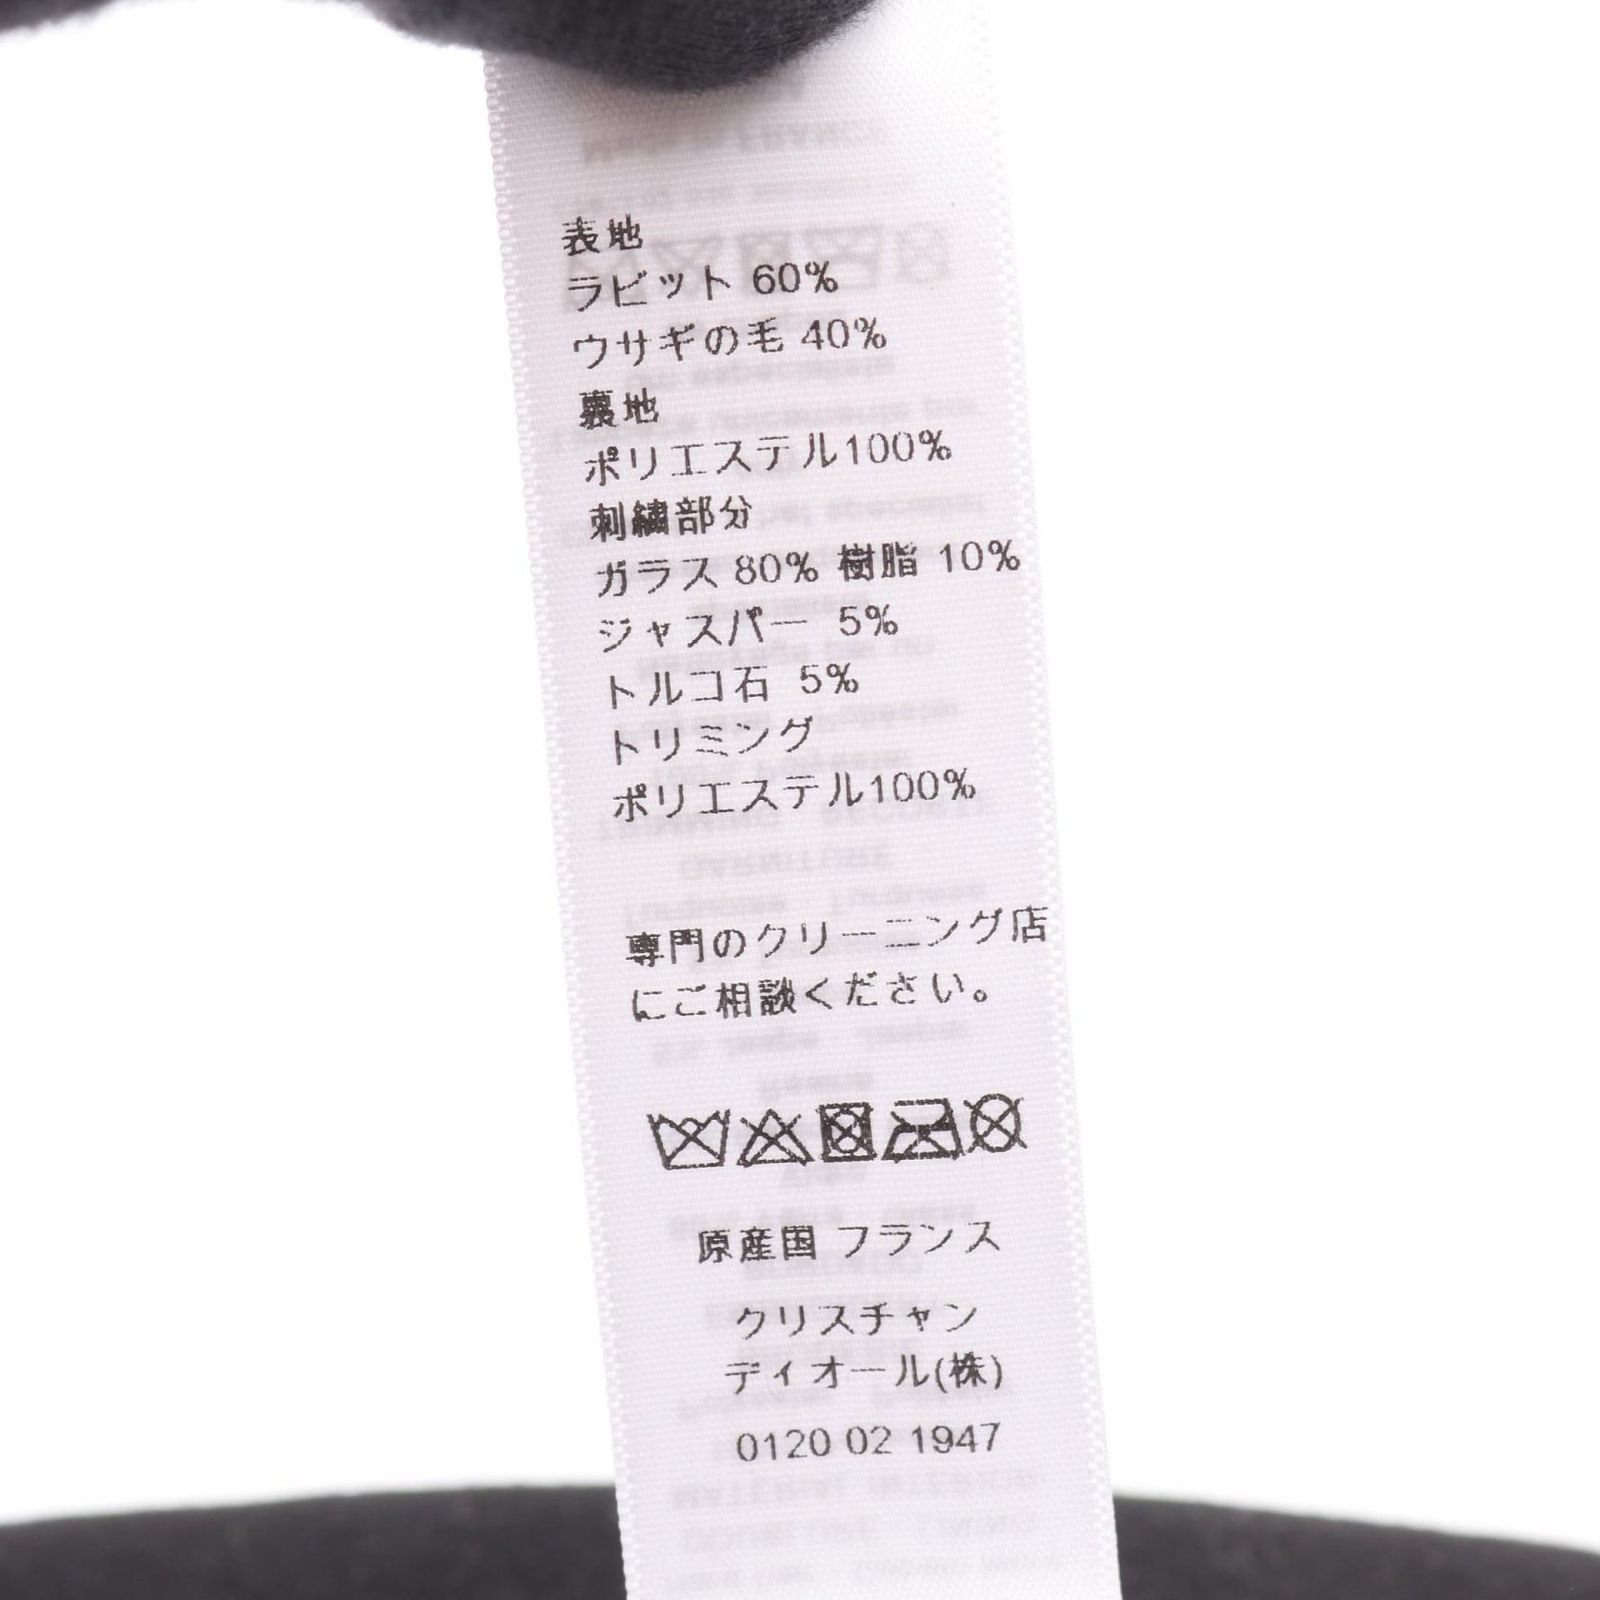 表地
ラビット 60%
ウサギの毛 40%
裏地
ポリエステル100%
刺繍部分
ガラス 80% 樹脂 10%
ジャスパー 5%
トルコ石 5%
トリミング
ポリエステル100%
専門のクリーニング店
にご相談ください。
原産国 フランス
クリスチャン
ディオール(株)
0120 02 1947